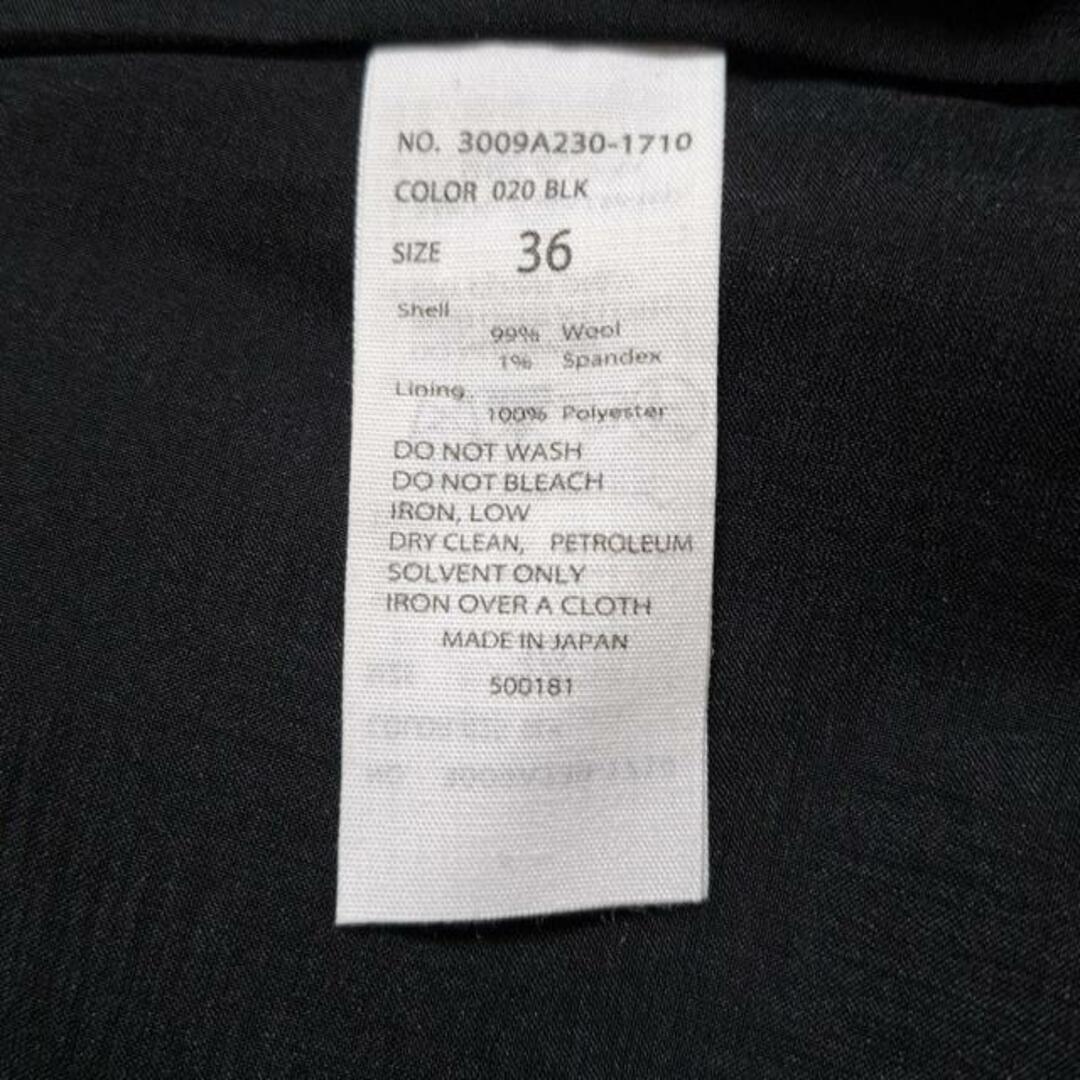 NO. 3009A230-1710
COLOR 020 BLK
SIZE 36
Shell
99% Wool
1% Spandex
Lining
100% Polyester
DO NOT WASH
DO NOT BLEACH
IRON, LOW
DRY CLEAN, PETROLEUM
SOLVENT ONLY
IRON OVER A CLOTH
MADE IN JAPAN
500181